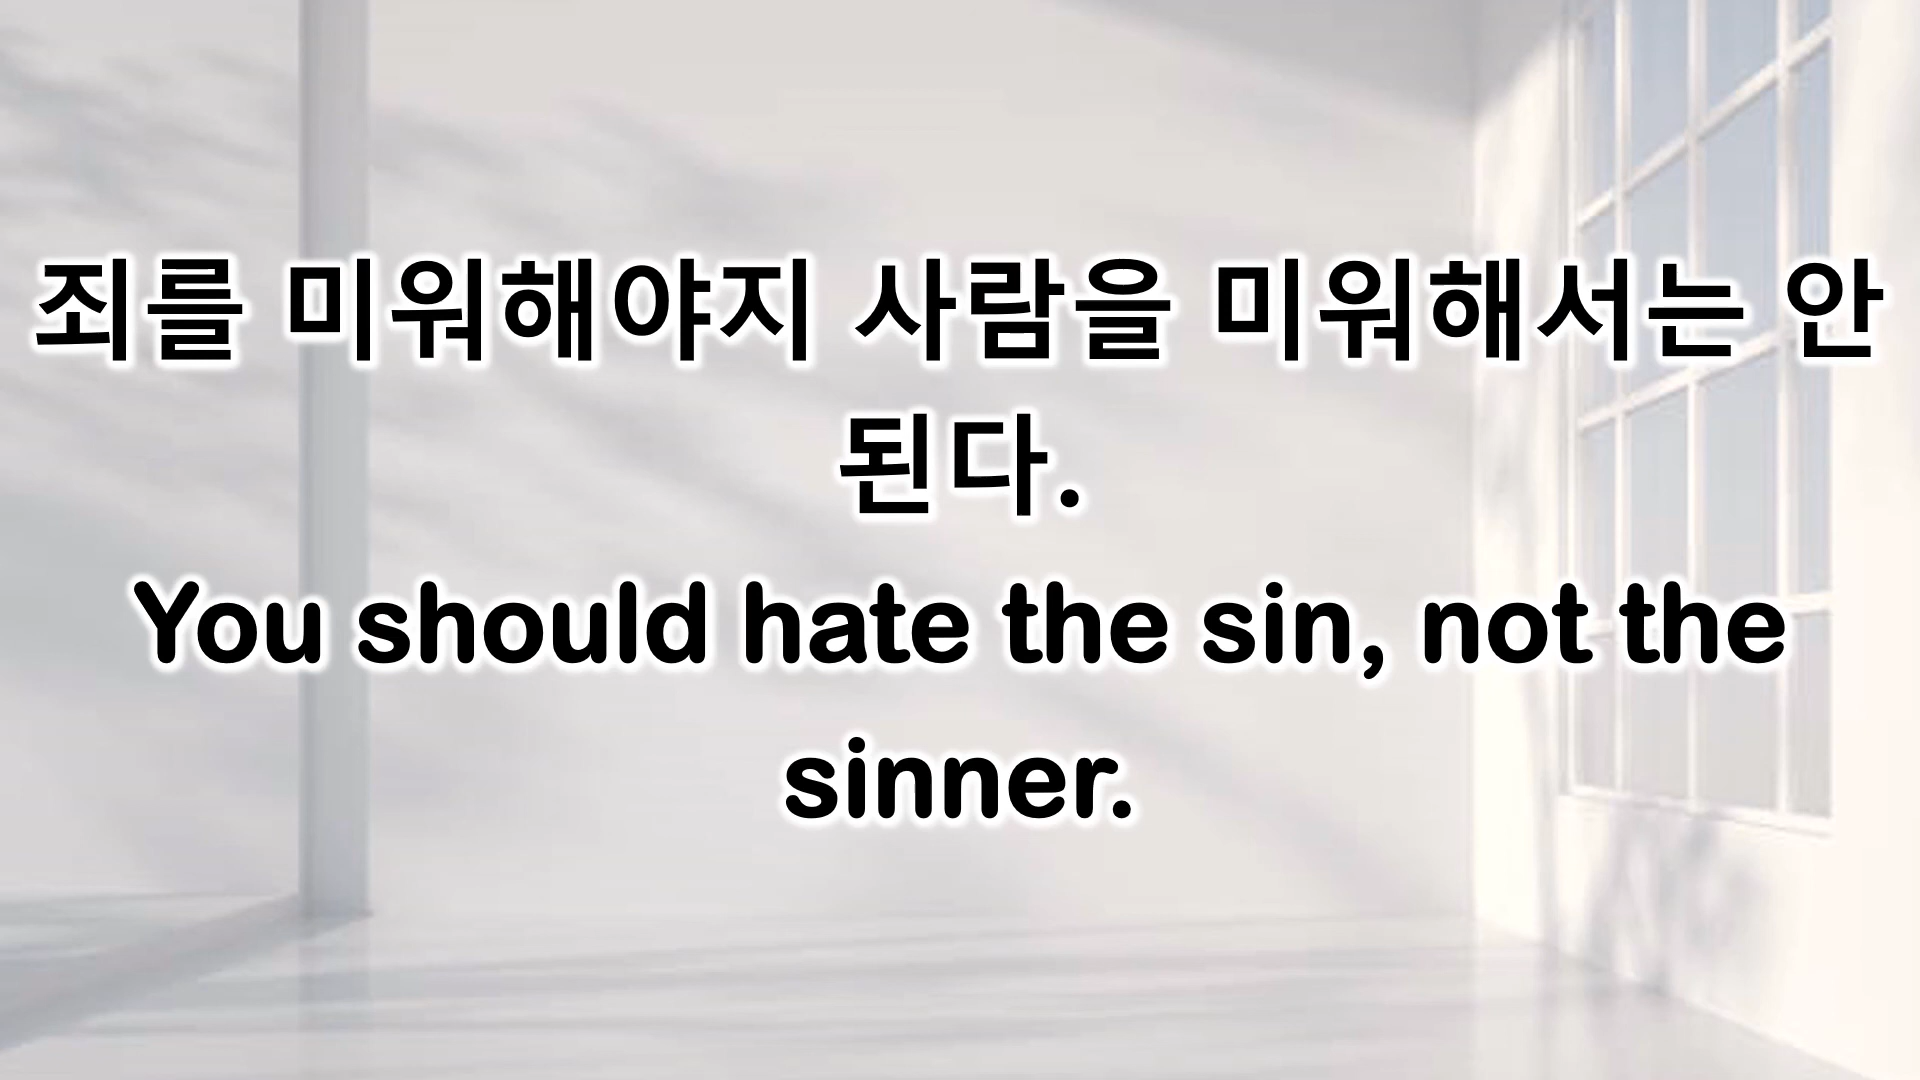 죄를 미워해야지 사람을 미워해서는 안
된다.
You should hate the sin, not the
sinner.